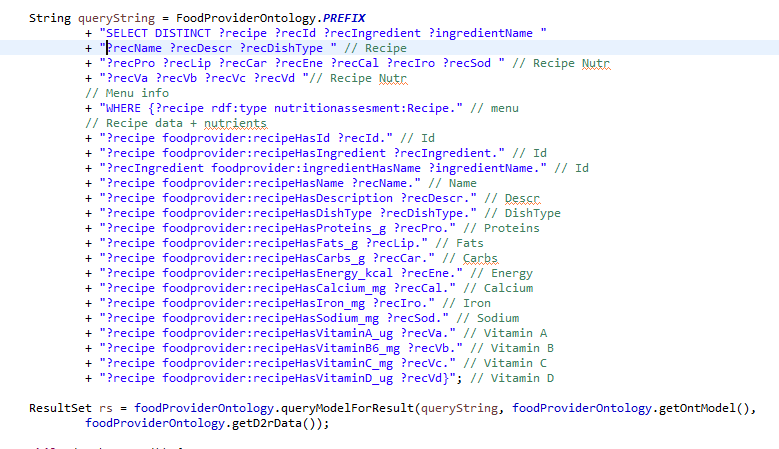 String queryString = FoodProviderOntology.PREFIX
+ "SELECT DISTINCT ?recipe ?recId ?recIngredient ?ingredientName "
+ "?recName ?recDescr ?recDishType " // Recipe
+ "?recPro ?recLip ?recCar ?recEne ?recCal ?recIro ?recSod " // Recipe Nutr
+ "?recVa ?recVb ?recVc ?recVd "// Recipe Nutr
// Menu info
+ "WHERE {?recipe rdf:type nutritionassesment:Recipe." // menu
// Recipe data + nutrients
+ "?recipe foodprovider:recipeHasId ?recId." // Id
+ "?recipe foodprovider:recipeHasIngredient ?recIngredient." // Id
+ "?recIngredient foodprovider:ingredientHasName ?ingredientName." // Id
+ "?recipe foodprovider:recipeHasName ?recName." // Name
+ "?recipe foodprovider:recipeHasDescription ?recDescr." // Descr
+ "?recipe foodprovider:recipeHasDishType ?recDishType." // DishType
+ "?recipe foodprovider:recipeHasProteins_g ?recPro." // Proteins
+ "?recipe foodprovider:recipeHasFats_g ?recLip." // Fats
+ "?recipe foodprovider:recipeHasCarbs_g ?recCar." // Carbs
+ "?recipe foodprovider:recipeHasEnergy_kcal ?recEne." // Energy
+ "?recipe foodprovider:recipeHasCalcium_mg ?recCal." // Calcium
+ "?recipe foodprovider:recipeHasIron_mg ?recIro." // Iron
+ "?recipe foodprovider:recipeHasSodium_mg ?recSod." // Sodium
+ "?recipe foodprovider:recipeHasVitaminA_ug ?recVa." // Vitamin A
+ "?recipe foodprovider:recipeHasVitaminB6_mg ?recVb." // Vitamin B
+ "?recipe foodprovider:recipeHasVitaminC_mg ?recVc." // Vitamin C
+ "?recipe foodprovider:recipeHasVitaminD_ug ?recVd}"; // Vitamin D
ResultSet rs = foodProviderOntology.queryModelForResult(queryString, foodProviderOntology.getOntModel(),
foodProviderOntology.getD2rData());